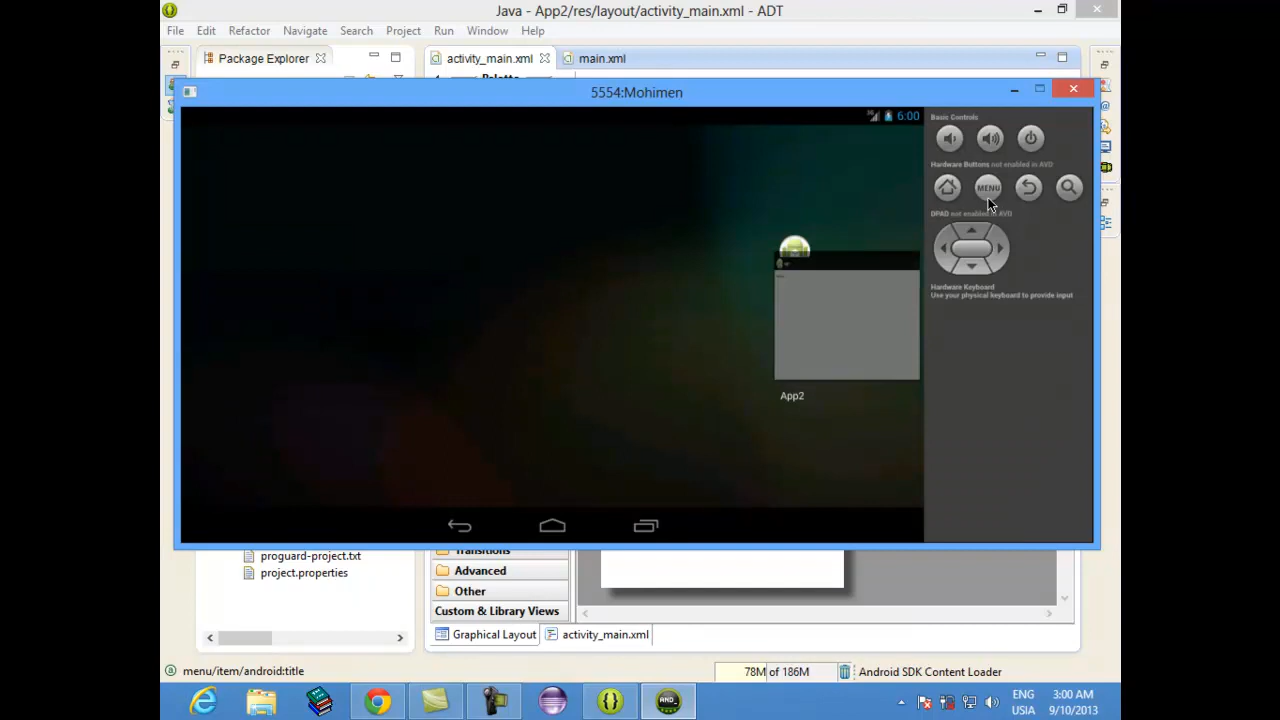 Java - App2/res/layout/activity_main.xml - ADT
File Edit Refactor Navigate Search Project Run Window Help
Package Explorer
activity_main.xml
main.xml
Palette
5554:Mohimen
6:00
Basic Controls
Hardware Buttons not enabled in AVD
MENU
DPAD not enabled in AVD
Hardware Keyboard
Use your physical keyboard to provide input
App2
proguard-project.txt
project.properties
Transitions
Advanced
Other
Custom & Library Views
Graphical Layout
activity_main.xml
menu/item/android:title
78M of 186M
Android SDK Content Loader
ENG
USIA
3:00 AM
9/10/2013